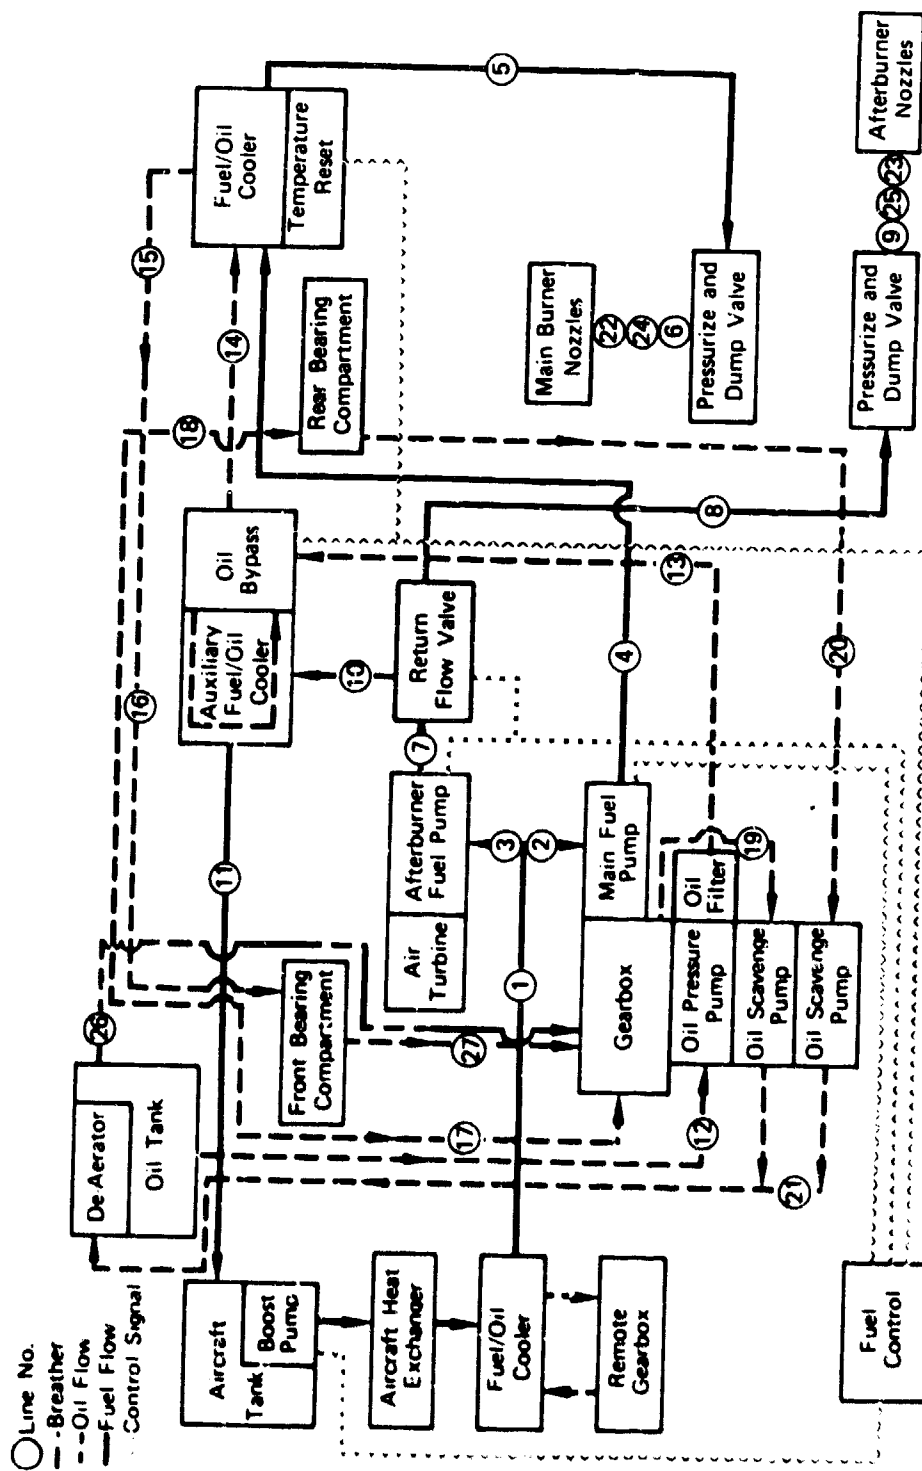 Line No.
Breather
Oil Flow
Fuel Flow
Control Signal
De-Aerator
Oil Tank
26
Aircraft
Tank
Boost
Pump
11
16
Auxiliary
Fuel/Oil
Cooler
Oil
Bypass
18
14
15
Fuel/Oil
Cooler
Temperature
Reset
Front Bearing
Compartment
Rear Bearing
Compartment
Aircraft Heat
Exchanger
17
27
Air
Turbine
Afterburner
Fuel Pump
7
Return
Flow Valve
10
5
Fuel/Oil
Cooler
1
3
2
Main Burner
Nozzles
22
24
6
Pressurize and
Dump Valve
Remote
Gearbox
Gearbox
Main Fuel
Pump
4
13
8
12
Oil Pressure
Pump
Oil
Filter
19
21
Oil Scavenge
Pump
Oil Scavenge
Pump
20
Fuel
Control
Pressurize and
Dump Valve
9
25
23
Afterburner
Nozzles